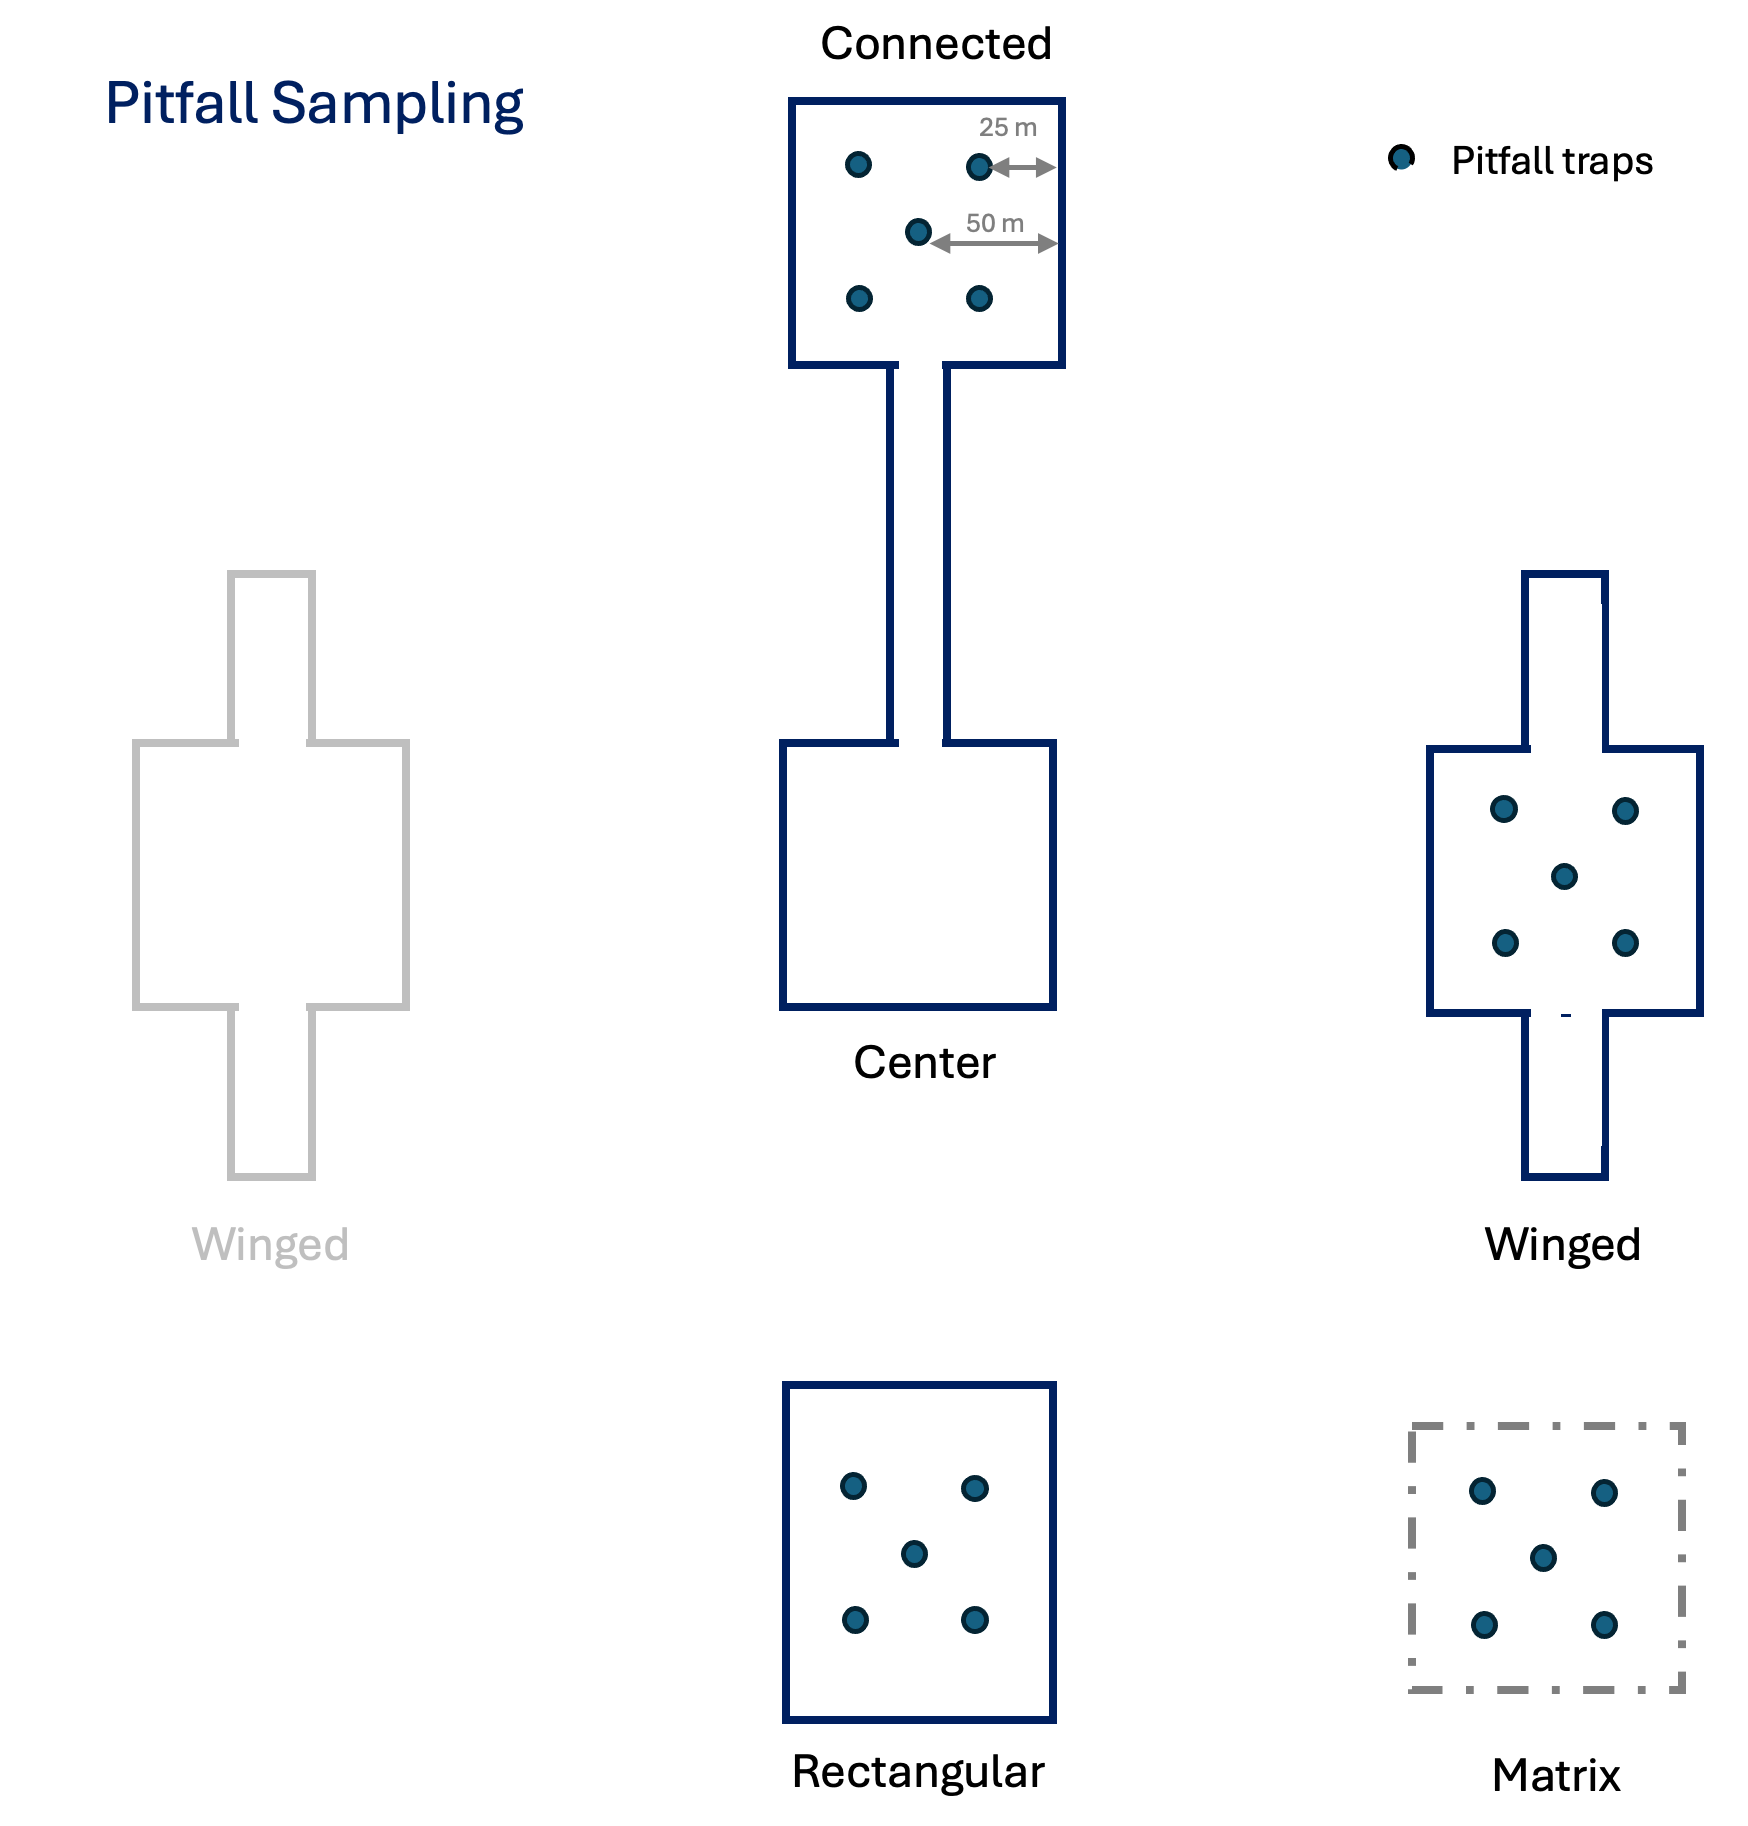 Connected
Pitfall Sampling
25 m
Pitfall traps
50 m
Center
Winged
Winged
Rectangular
Matrix